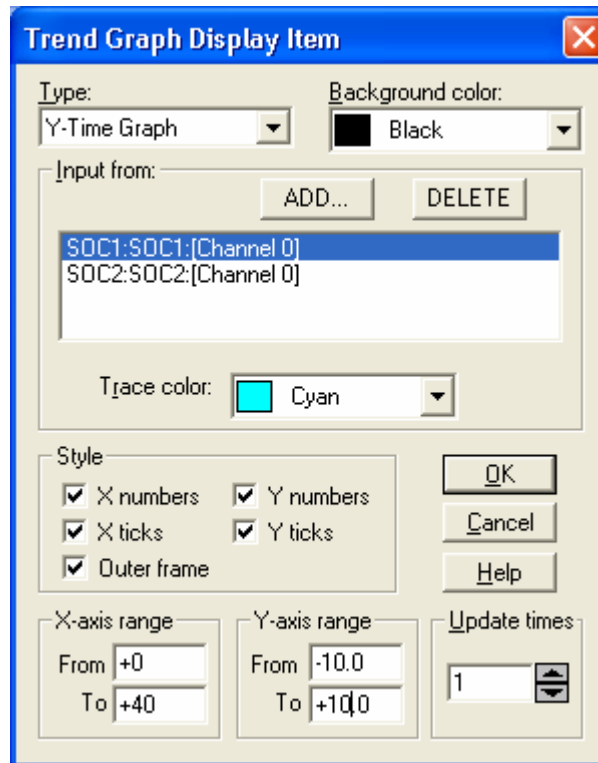 Trend Graph Display Item
Type:
Background color:
Y-Time Graph
Black
Input from:
ADD...
DELETE
SOC1:SOC1:[Channel 0]
SOC2:SOC2:[Channel 0]
Trace color:
Cyan
Style
X numbers
Y numbers
X ticks
Y ticks
Outer frame
OK
Cancel
Help
X-axis range
From +0
To +40
Y-axis range
From -10.0
To +10.0
Update times
1